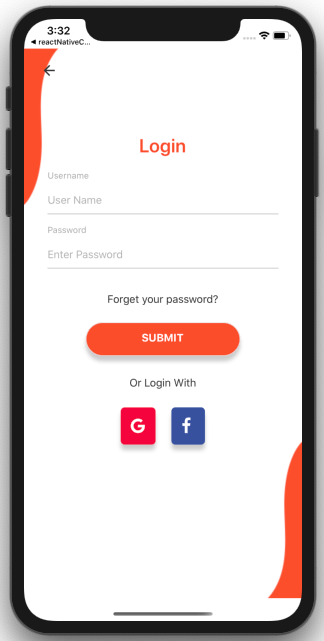 3:32
◀ reactNativeC...
Login
Username
User Name
Password
Enter Password
Forget your password?
SUBMIT
Or Login With
G f